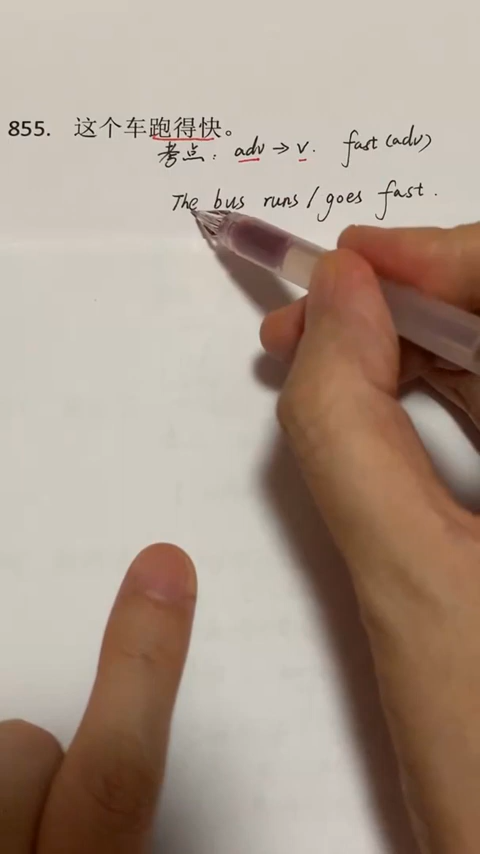 855. 这个车跑得快。
考点: adv → v. fast (adv)
The bus runs / goes fast.